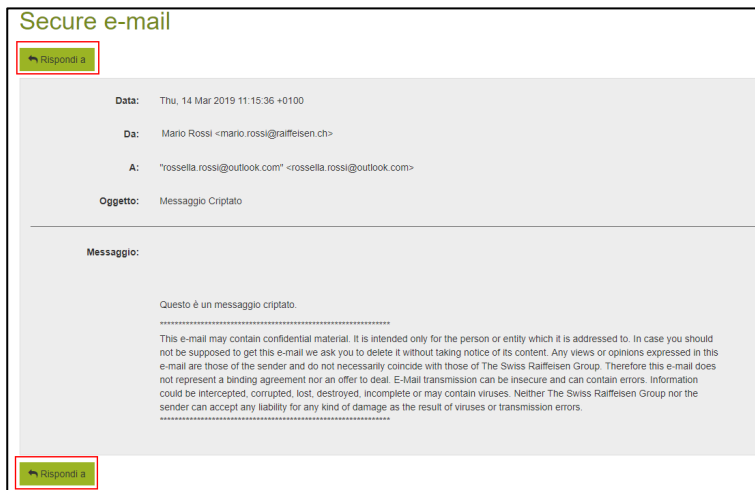 Secure e-mail
Rispondi a
Data: Thu, 14 Mar 2019 11:15:36 +0100
Da: Mario Rossi <mario.rossi@raiffeisen.ch>
A: "rossella.rossi@outlook.com" <rossella.rossi@outlook.com>
Oggetto: Messaggio Criptato
Messaggio:
Questo è un messaggio criptato.
****************************************************************
This e-mail may contain confidential material. It is intended only for the person or entity which it is addressed to. In case you should
not be supposed to get this e-mail we ask you to delete it without taking notice of its content. Any views or opinions expressed in this
e-mail are those of the sender and do not necessarily coincide with those of The Swiss Raiffeisen Group. Therefore this e-mail does
not represent a binding agreement nor an offer to deal. E-Mail transmission can be insecure and can contain errors. Information
could be intercepted, corrupted, lost, destroyed, incomplete or may contain viruses. Neither The Swiss Raiffeisen Group nor the
sender can accept any liability for any kind of damage as the result of viruses or transmission errors.
****************************************************************
Rispondi a